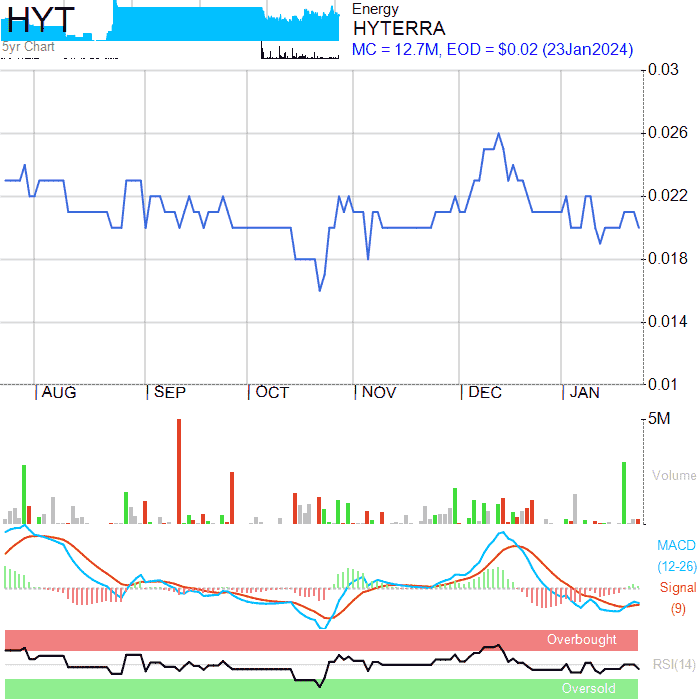 HYT
5yr Chart
Energy
HYTERRA
MC = 12.7M, EOD = $0.02 (23Jan2024)
0.03
0.026
0.022
0.018
0.014
0.01
AUG SEP OCT NOV DEC JAN
5M
Volume
MACD
(12-26)
Signal
(9)
Overbought
RSI(14)
Oversold